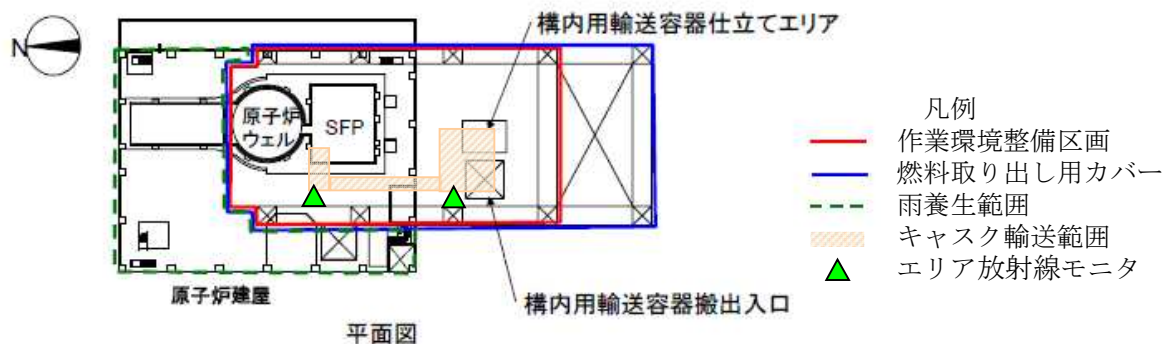 構内用輸送容器仕立てエリア
N
原子炉
ウェル
SFP
原子炉建屋
構内用輸送容器搬出入口
平面図
凡例
作業環境整備区画
燃料取り出し用カバー
雨養生範囲
キャスク輸送範囲
エリア放射線モニタ